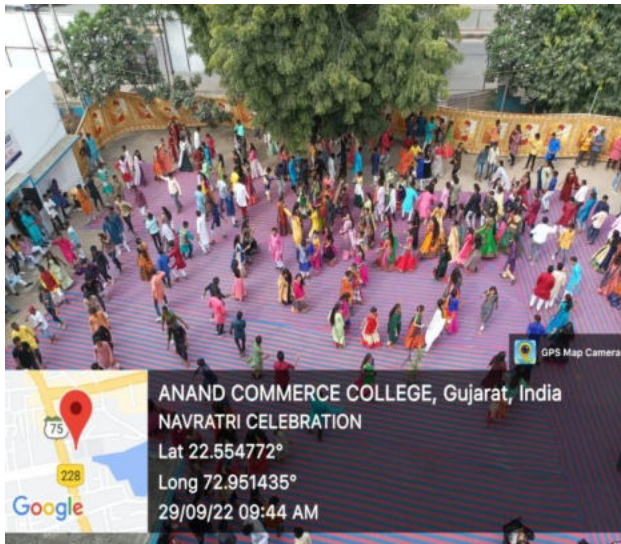 GPS Map Camera
ANAND COMMERCE COLLEGE, Gujarat, India
NAVRATRI CELEBRATION
Lat 22.554772°
Long 72.951435°
29/09/22 09:44 AM
75
228
Google